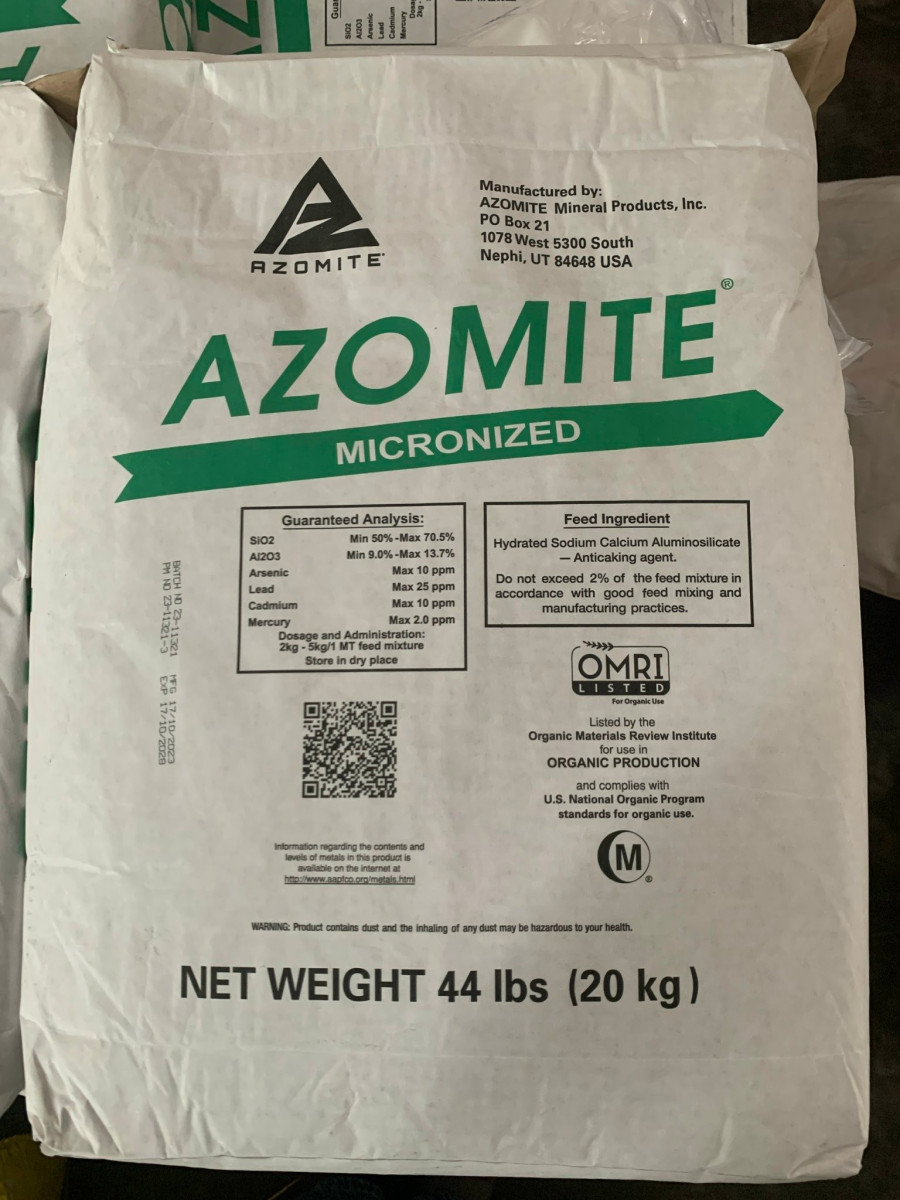 Gua
SiO2
Al2O3
Arsenic
Lead
Cadmium
Mercury
Dosa
2kg -
AZOMITE®
Manufactured by:
AZOMITE Mineral Products, Inc.
PO Box 21
1078 West 5300 South
Nephi, UT 84648 USA
AZOMITE®
MICRONIZED
Guaranteed Analysis:
SiO2 Min 50% -Max 70.5%
Al2O3 Min 9.0% -Max 13.7%
Arsenic Max 10 ppm
Lead Max 25 ppm
Cadmium Max 10 ppm
Mercury Max 2.0 ppm
Dosage and Administration:
2kg - 5kg/1 MT feed mixture
Store in dry place
Feed Ingredient
Hydrated Sodium Calcium Aluminosilicate
— Anticaking agent.
Do not exceed 2% of the feed mixture in
accordance with good feed mixing and
manufacturing practices.
BATCH NO 23-11321 MFG 17/10/2023
PM NO 23-11321-3 EXP 17/10/2028
OMRI
LISTED
For Organic Use
Listed by the
Organic Materials Review Institute
for use in
ORGANIC PRODUCTION
and complies with
U.S. National Organic Program
standards for organic use.
M®
Information regarding the contents and
levels of metals in this product is
available on the internet at
http://www.aapfco.org/metals.html
WARNING: Product contains dust and the inhaling of any dust may be hazardous to your health.
NET WEIGHT 44 lbs (20 kg)